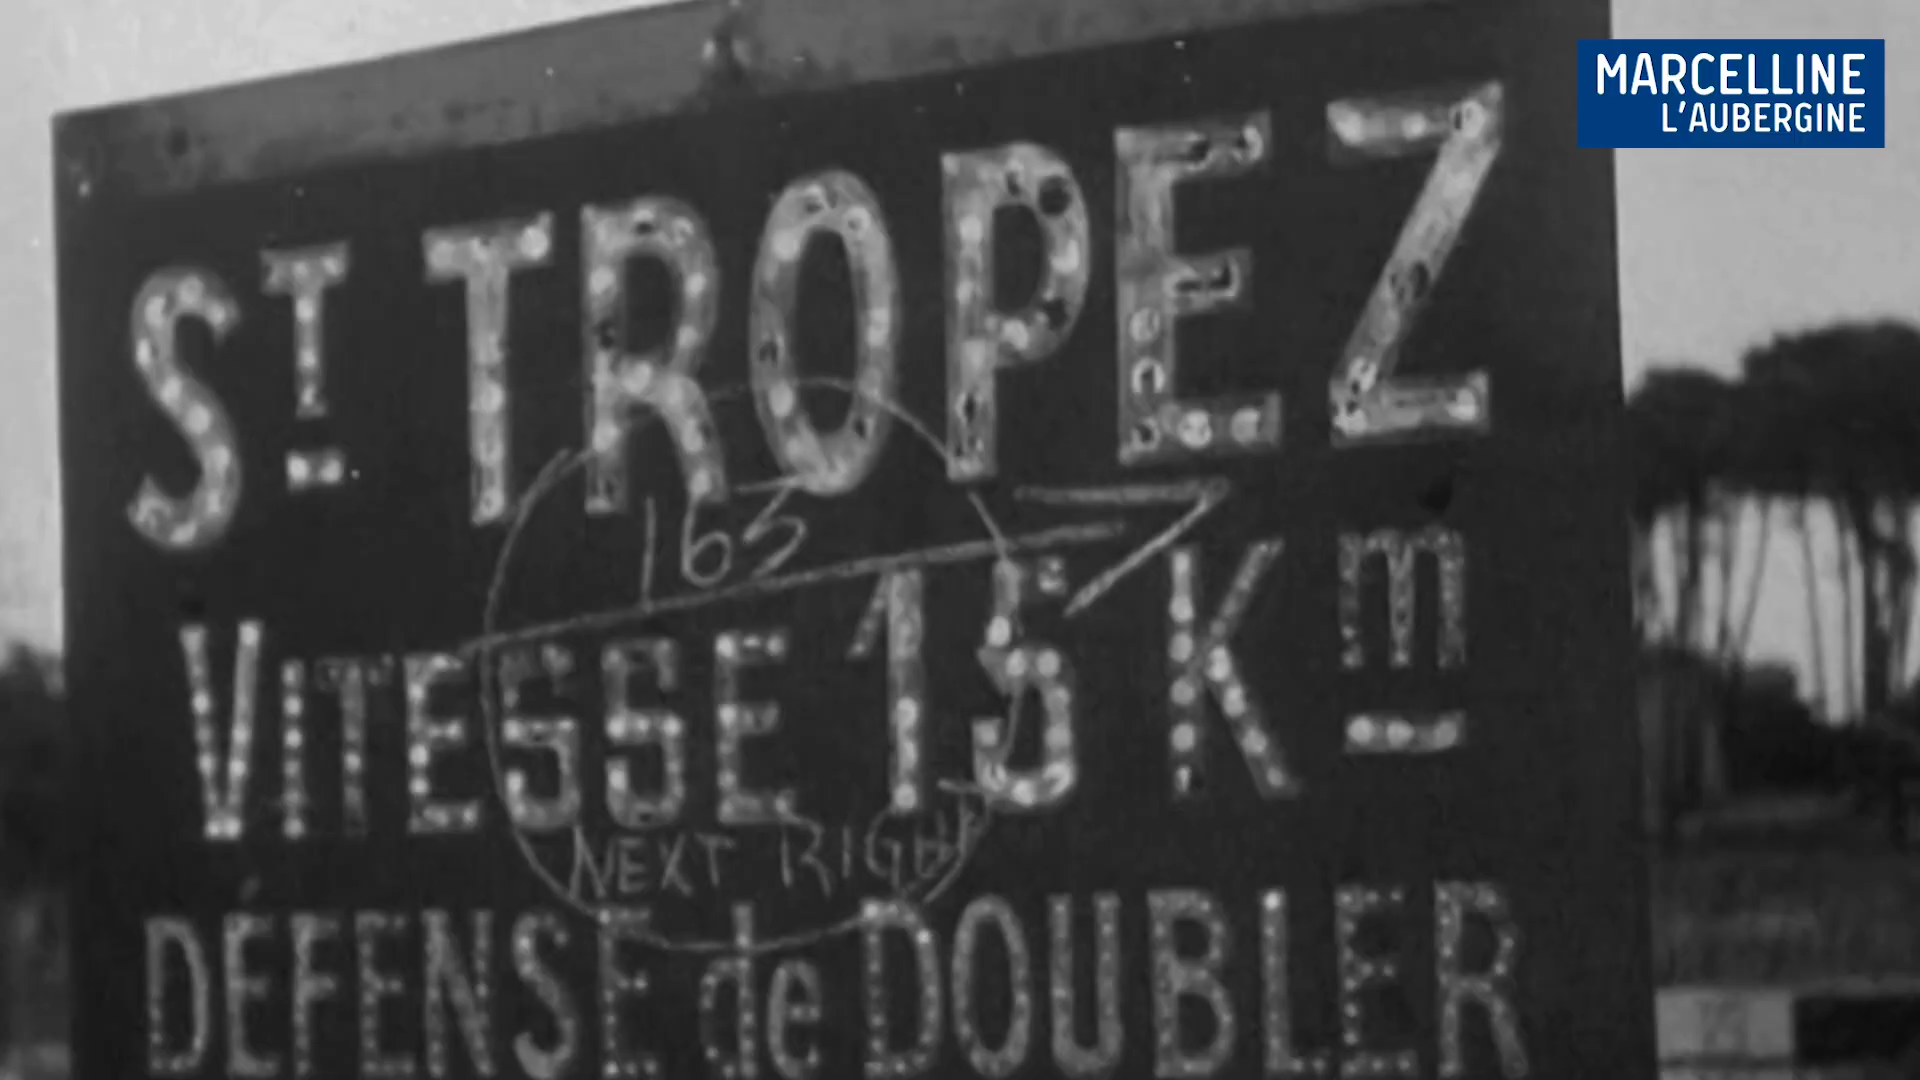 MARCELLINE
L'AUBERGINE
ST TROPEZ
163
VITESSE 15 Km
NEXT RIGHT
DÉFENSE de DOUBLER